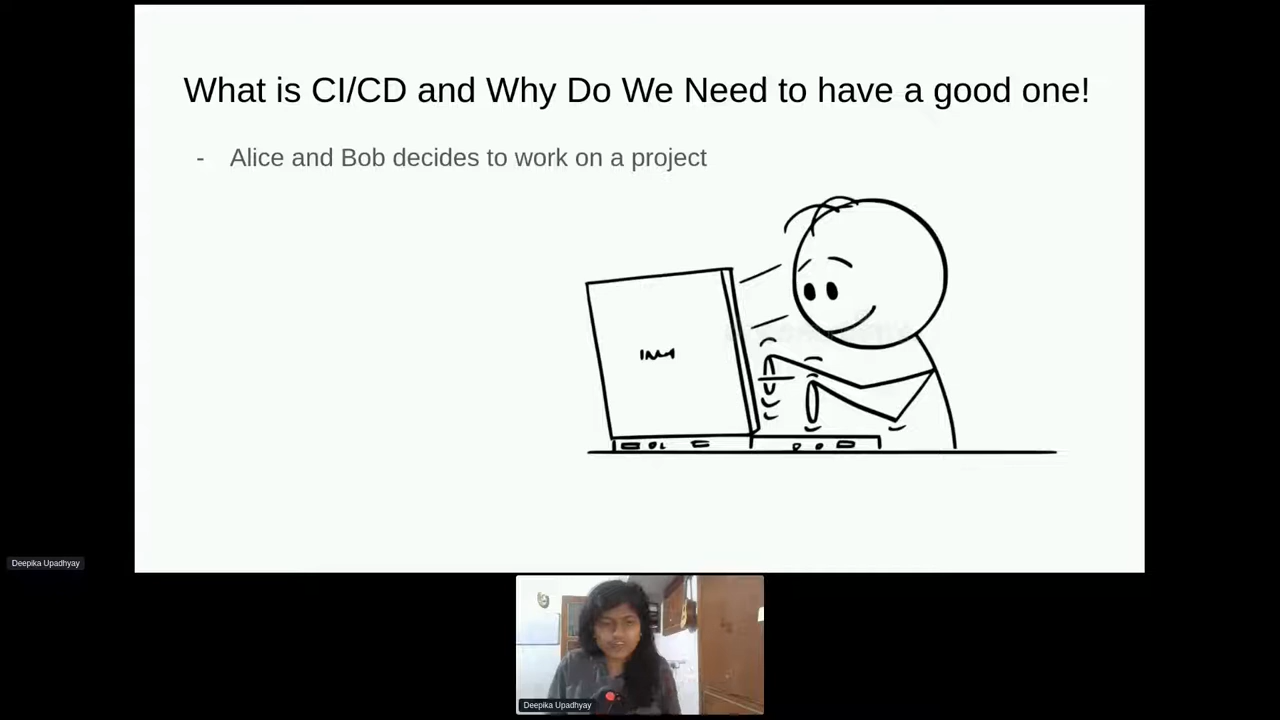 What is CI/CD and Why Do We Need to have a good one!
- Alice and Bob decides to work on a project
Deepika Upadhyay
Deepika Upadhyay